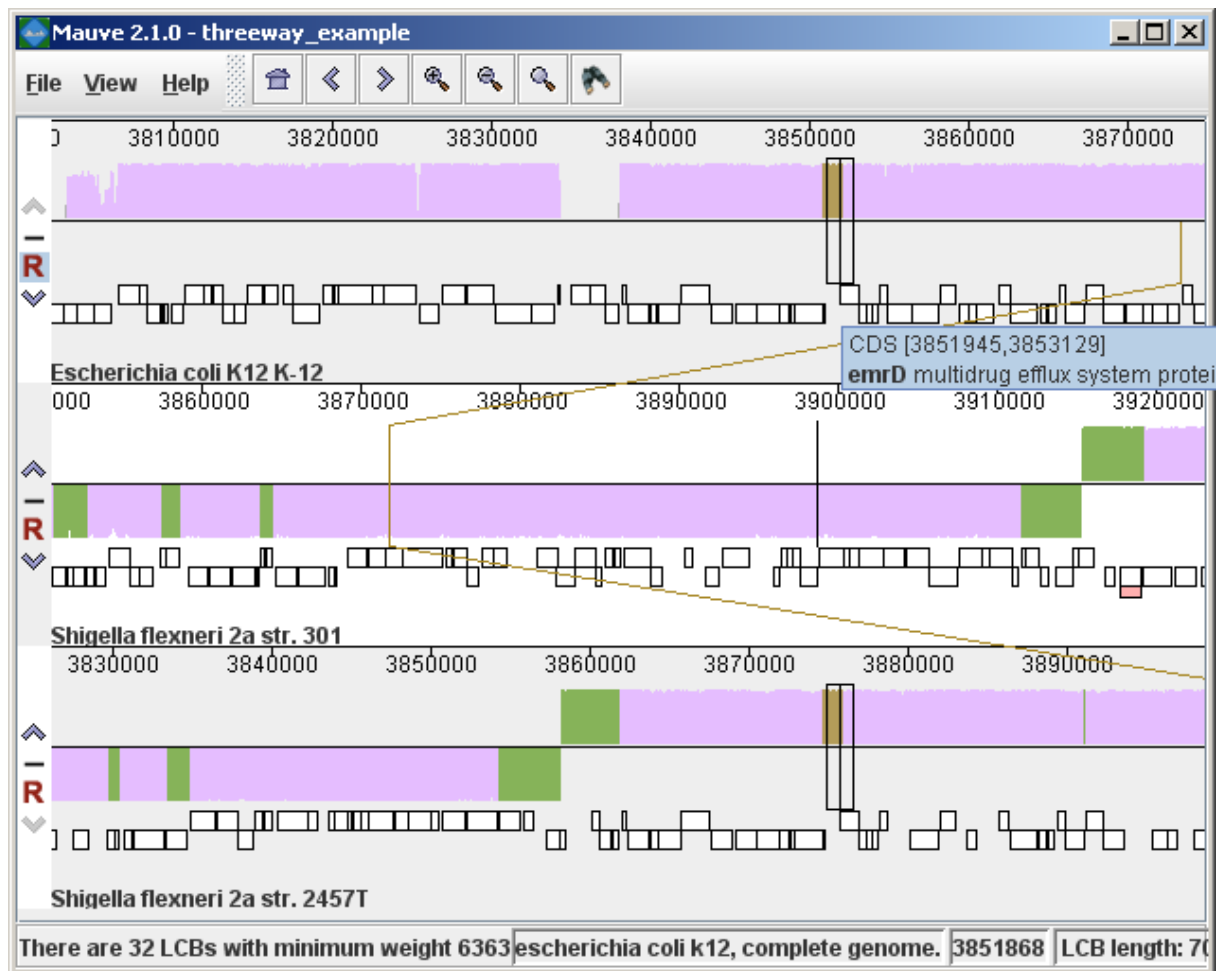 Mauve 2.1.0 - threeway_example
File View Help
3810000 3820000 3830000 3840000 3850000 3860000 3870000
R
CDS [3851945,3853129]
emrD multidrug efflux system protei
Escherichia coli K12 K-12
000 3860000 3870000 3880000 3890000 3900000 3910000 3920000
R
Shigella flexneri 2a str. 301
3830000 3840000 3850000 3860000 3870000 3880000 3890000
R
Shigella flexneri 2a str. 2457T
There are 32 LCBs with minimum weight 6363 escherichia coli k12, complete genome. 3851868 LCB length: 70